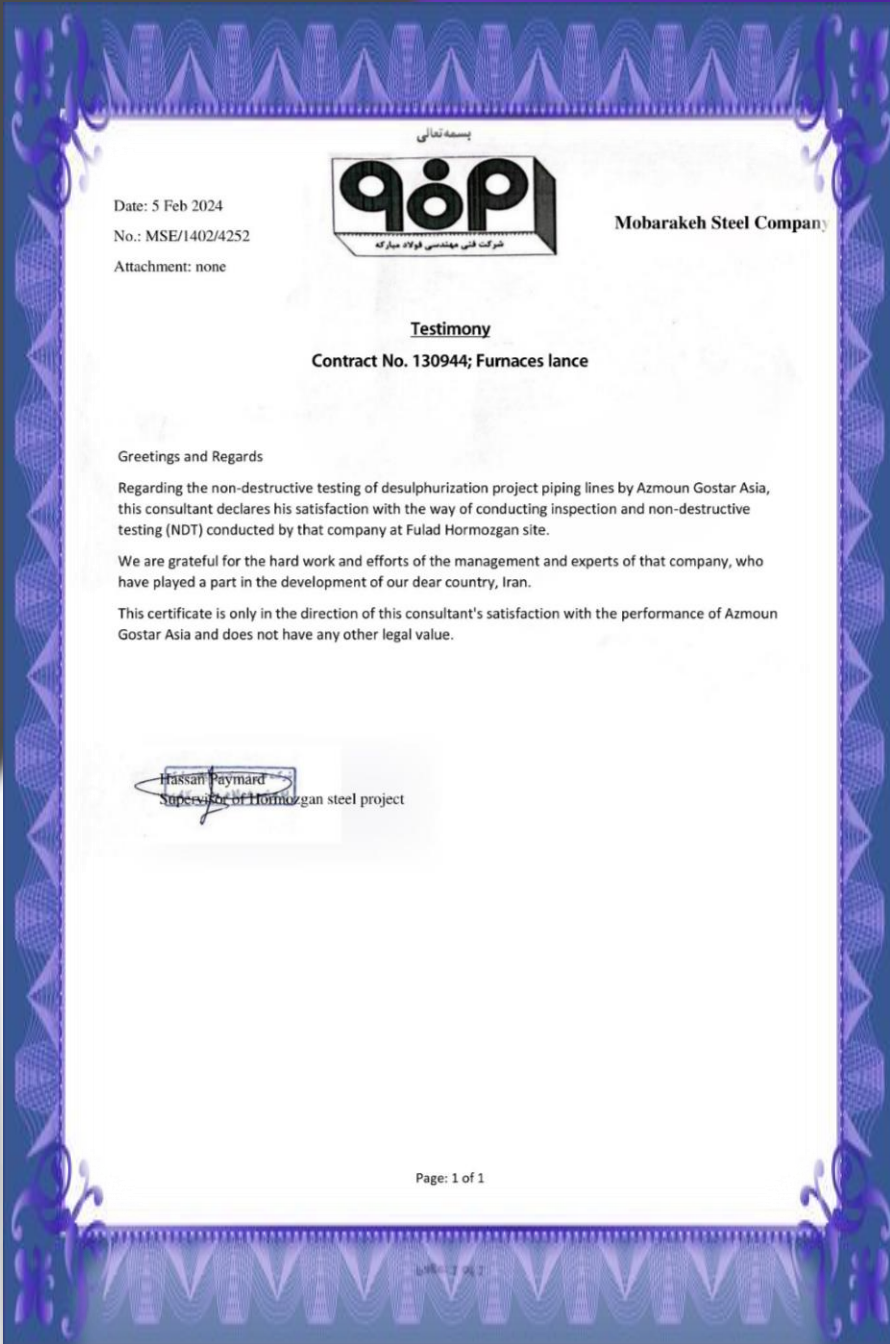 بسمه تعالی
Date: 5 Feb 2024
No.: MSE/1402/4252
Attachment: none
شرکت فنی مهندسی فولاد مبارکه
Mobarakeh Steel Company
Testimony
Contract No. 130944; Furnaces lance
Greetings and Regards
Regarding the non-destructive testing of desulphurization project piping lines by Azmoun Gostar Asia,
this consultant declares his satisfaction with the way of conducting inspection and non-destructive
testing (NDT) conducted by that company at Fulad Hormozgan site.
We are grateful for the hard work and efforts of the management and experts of that company, who
have played a part in the development of our dear country, Iran.
This certificate is only in the direction of this consultant's satisfaction with the performance of Azmoun
Gostar Asia and does not have any other legal value.
Hassan Paymard
Supervisor of Hormozgan steel project
Page: 1 of 1